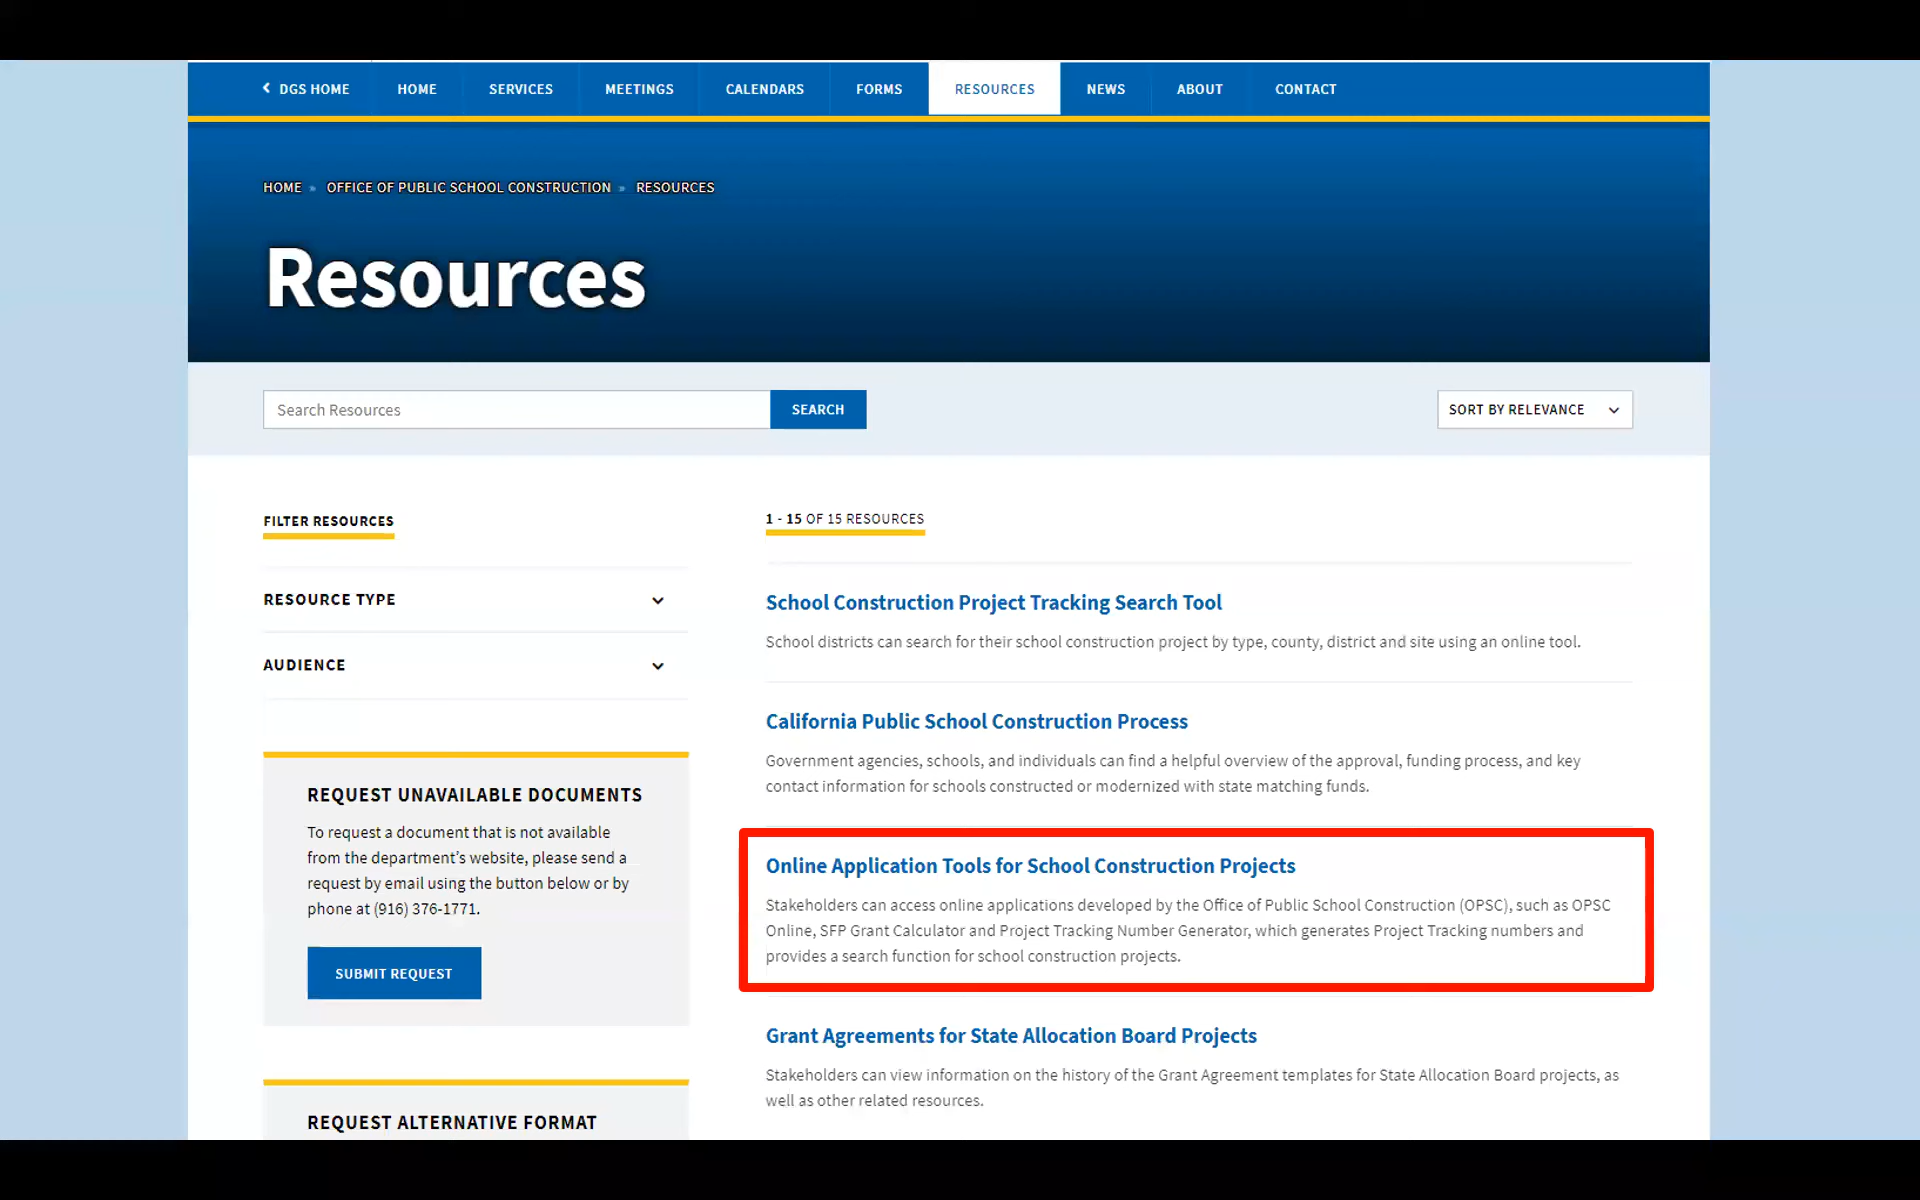 DGS HOME HOME SERVICES MEETINGS CALENDARS FORMS RESOURCES NEWS ABOUT CONTACT
HOME » OFFICE OF PUBLIC SCHOOL CONSTRUCTION » RESOURCES
Resources
Search Resources SEARCH SORT BY RELEVANCE
FILTER RESOURCES
RESOURCE TYPE
AUDIENCE
REQUEST UNAVAILABLE DOCUMENTS
To request a document that is not available
from the department’s website, please send a
request by email using the button below or by
phone at (916) 376-1771.
SUBMIT REQUEST
REQUEST ALTERNATIVE FORMAT
1 - 15 OF 15 RESOURCES
School Construction Project Tracking Search Tool
School districts can search for their school construction project by type, county, district and site using an online tool.
California Public School Construction Process
Government agencies, schools, and individuals can find a helpful overview of the approval, funding process, and key
contact information for schools constructed or modernized with state matching funds.
Online Application Tools for School Construction Projects
Stakeholders can access online applications developed by the Office of Public School Construction (OPSC), such as OPSC
Online, SFP Grant Calculator and Project Tracking Number Generator, which generates Project Tracking numbers and
provides a search function for school construction projects.
Grant Agreements for State Allocation Board Projects
Stakeholders can view information on the history of the Grant Agreement templates for State Allocation Board projects, as
well as other related resources.